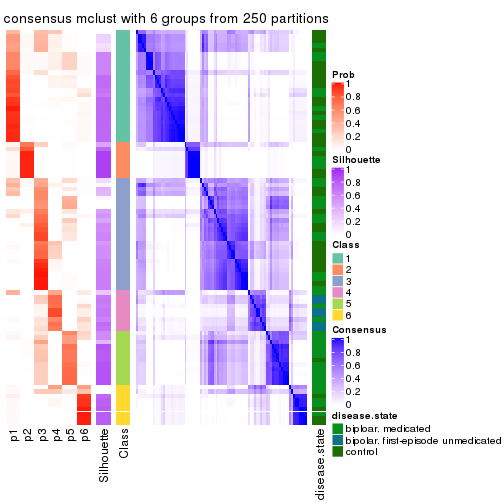 consensus mclust with 6 groups from 250 partitions
Prob
1
0.8
0.6
0.4
0.2
0
Silhouette
1
0.8
0.6
0.4
0.2
0
Class
1
2
3
4
5
6
Consensus
1
0.8
0.6
0.4
0.2
0
disease.state
biploar. medicated
bipolar. first-episode unmedicated
control
p1
p2
p3
p4
p5
p6
Silhouette
Class
disease.state